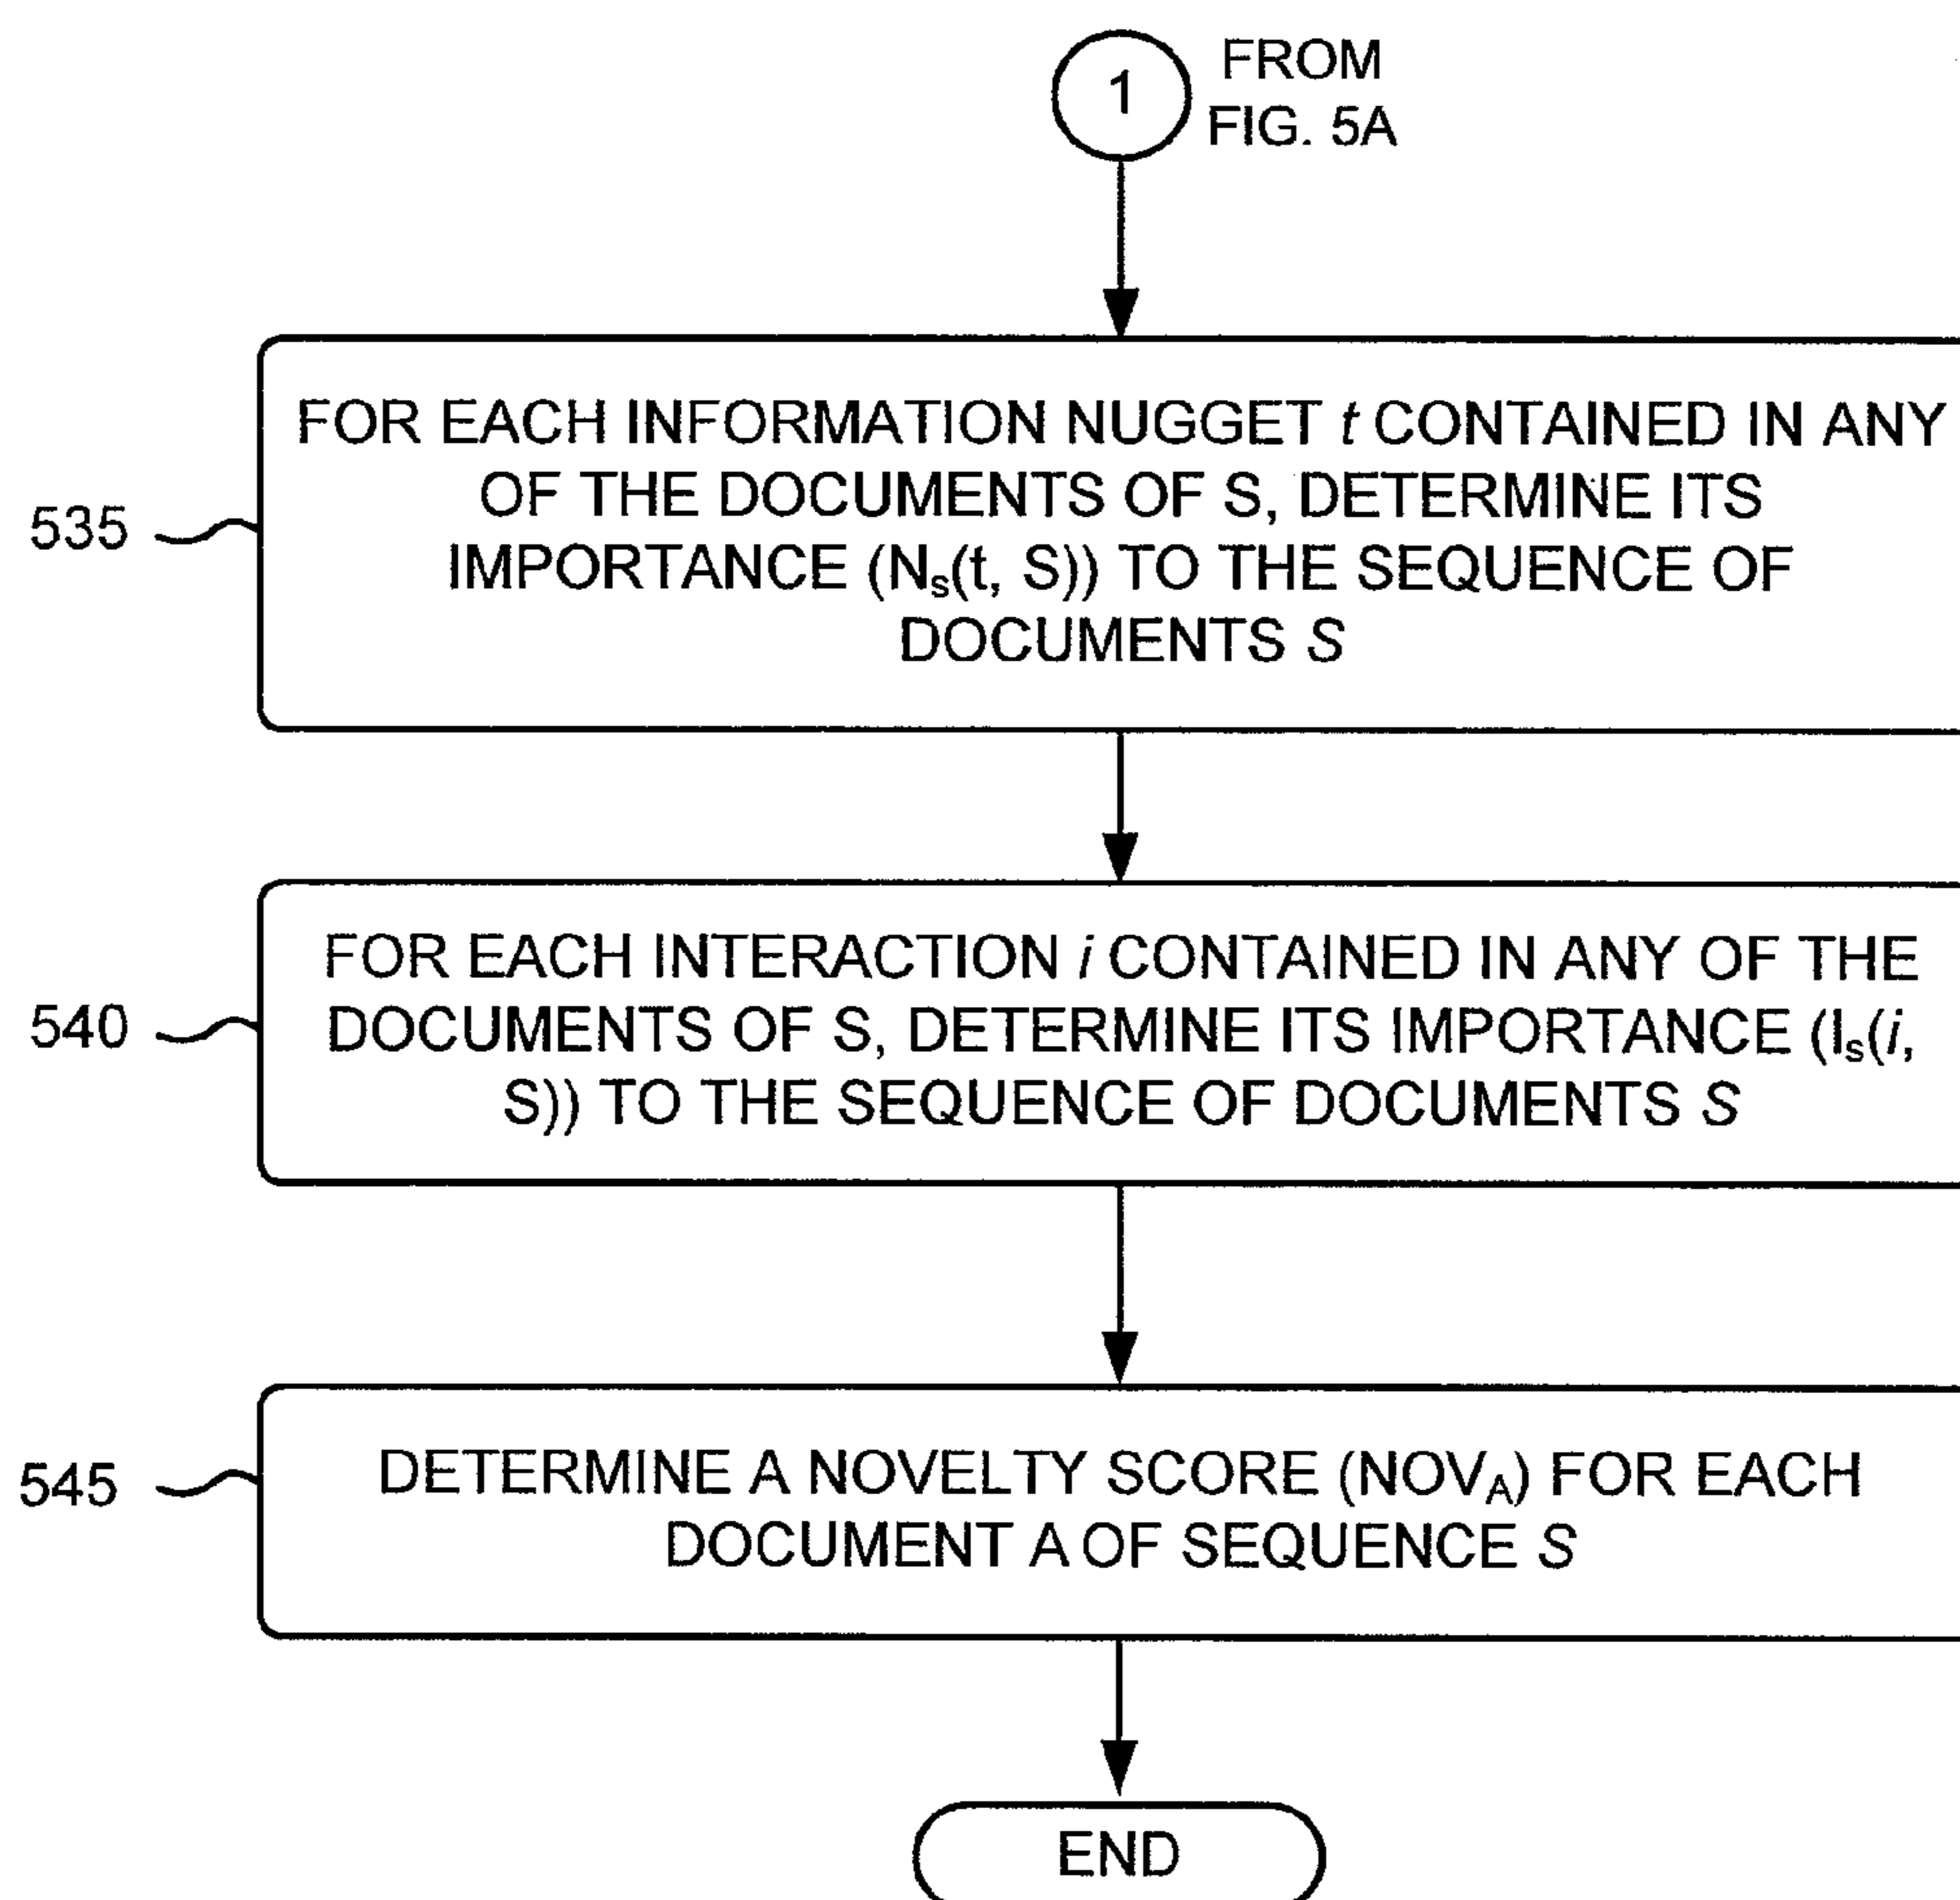 1
FROM
FIG. 5A
535
FOR EACH INFORMATION NUGGET t CONTAINED IN ANY
OF THE DOCUMENTS OF S, DETERMINE ITS
IMPORTANCE (Ns(t, S)) TO THE SEQUENCE OF
DOCUMENTS S
540
FOR EACH INTERACTION i CONTAINED IN ANY OF THE
DOCUMENTS OF S, DETERMINE ITS IMPORTANCE (Is(i,
S)) TO THE SEQUENCE OF DOCUMENTS S
545
DETERMINE A NOVELTY SCORE (NOVA) FOR EACH
DOCUMENT A OF SEQUENCE S
END